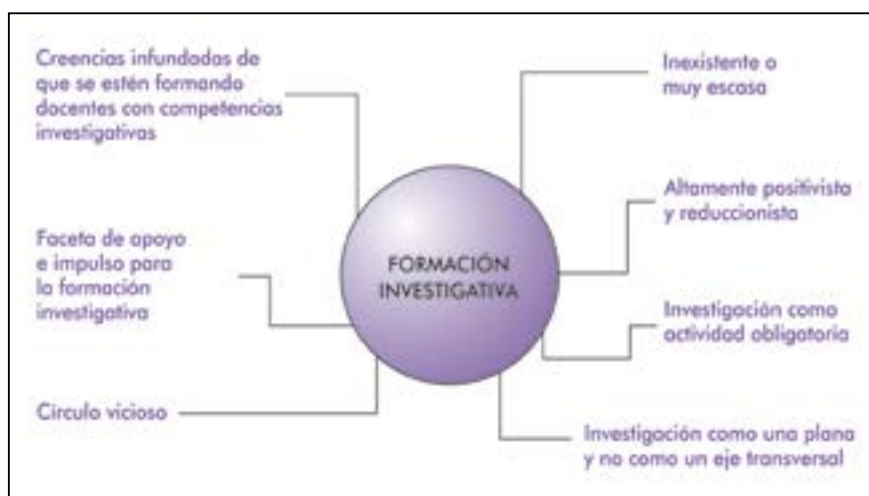 Creencias infundadas de
que se estén formando
docentes con competencias
investigativas
Faceta de apoyo
e impulso para
la formación
investigativa
Círculo vicioso
FORMACIÓN
INVESTIGATIVA
Inexistente o
muy escasa
Altamente positivista
y reduccionista
Investigación como
actividad obligatoria
Investigación como una plana
y no como un eje transversal